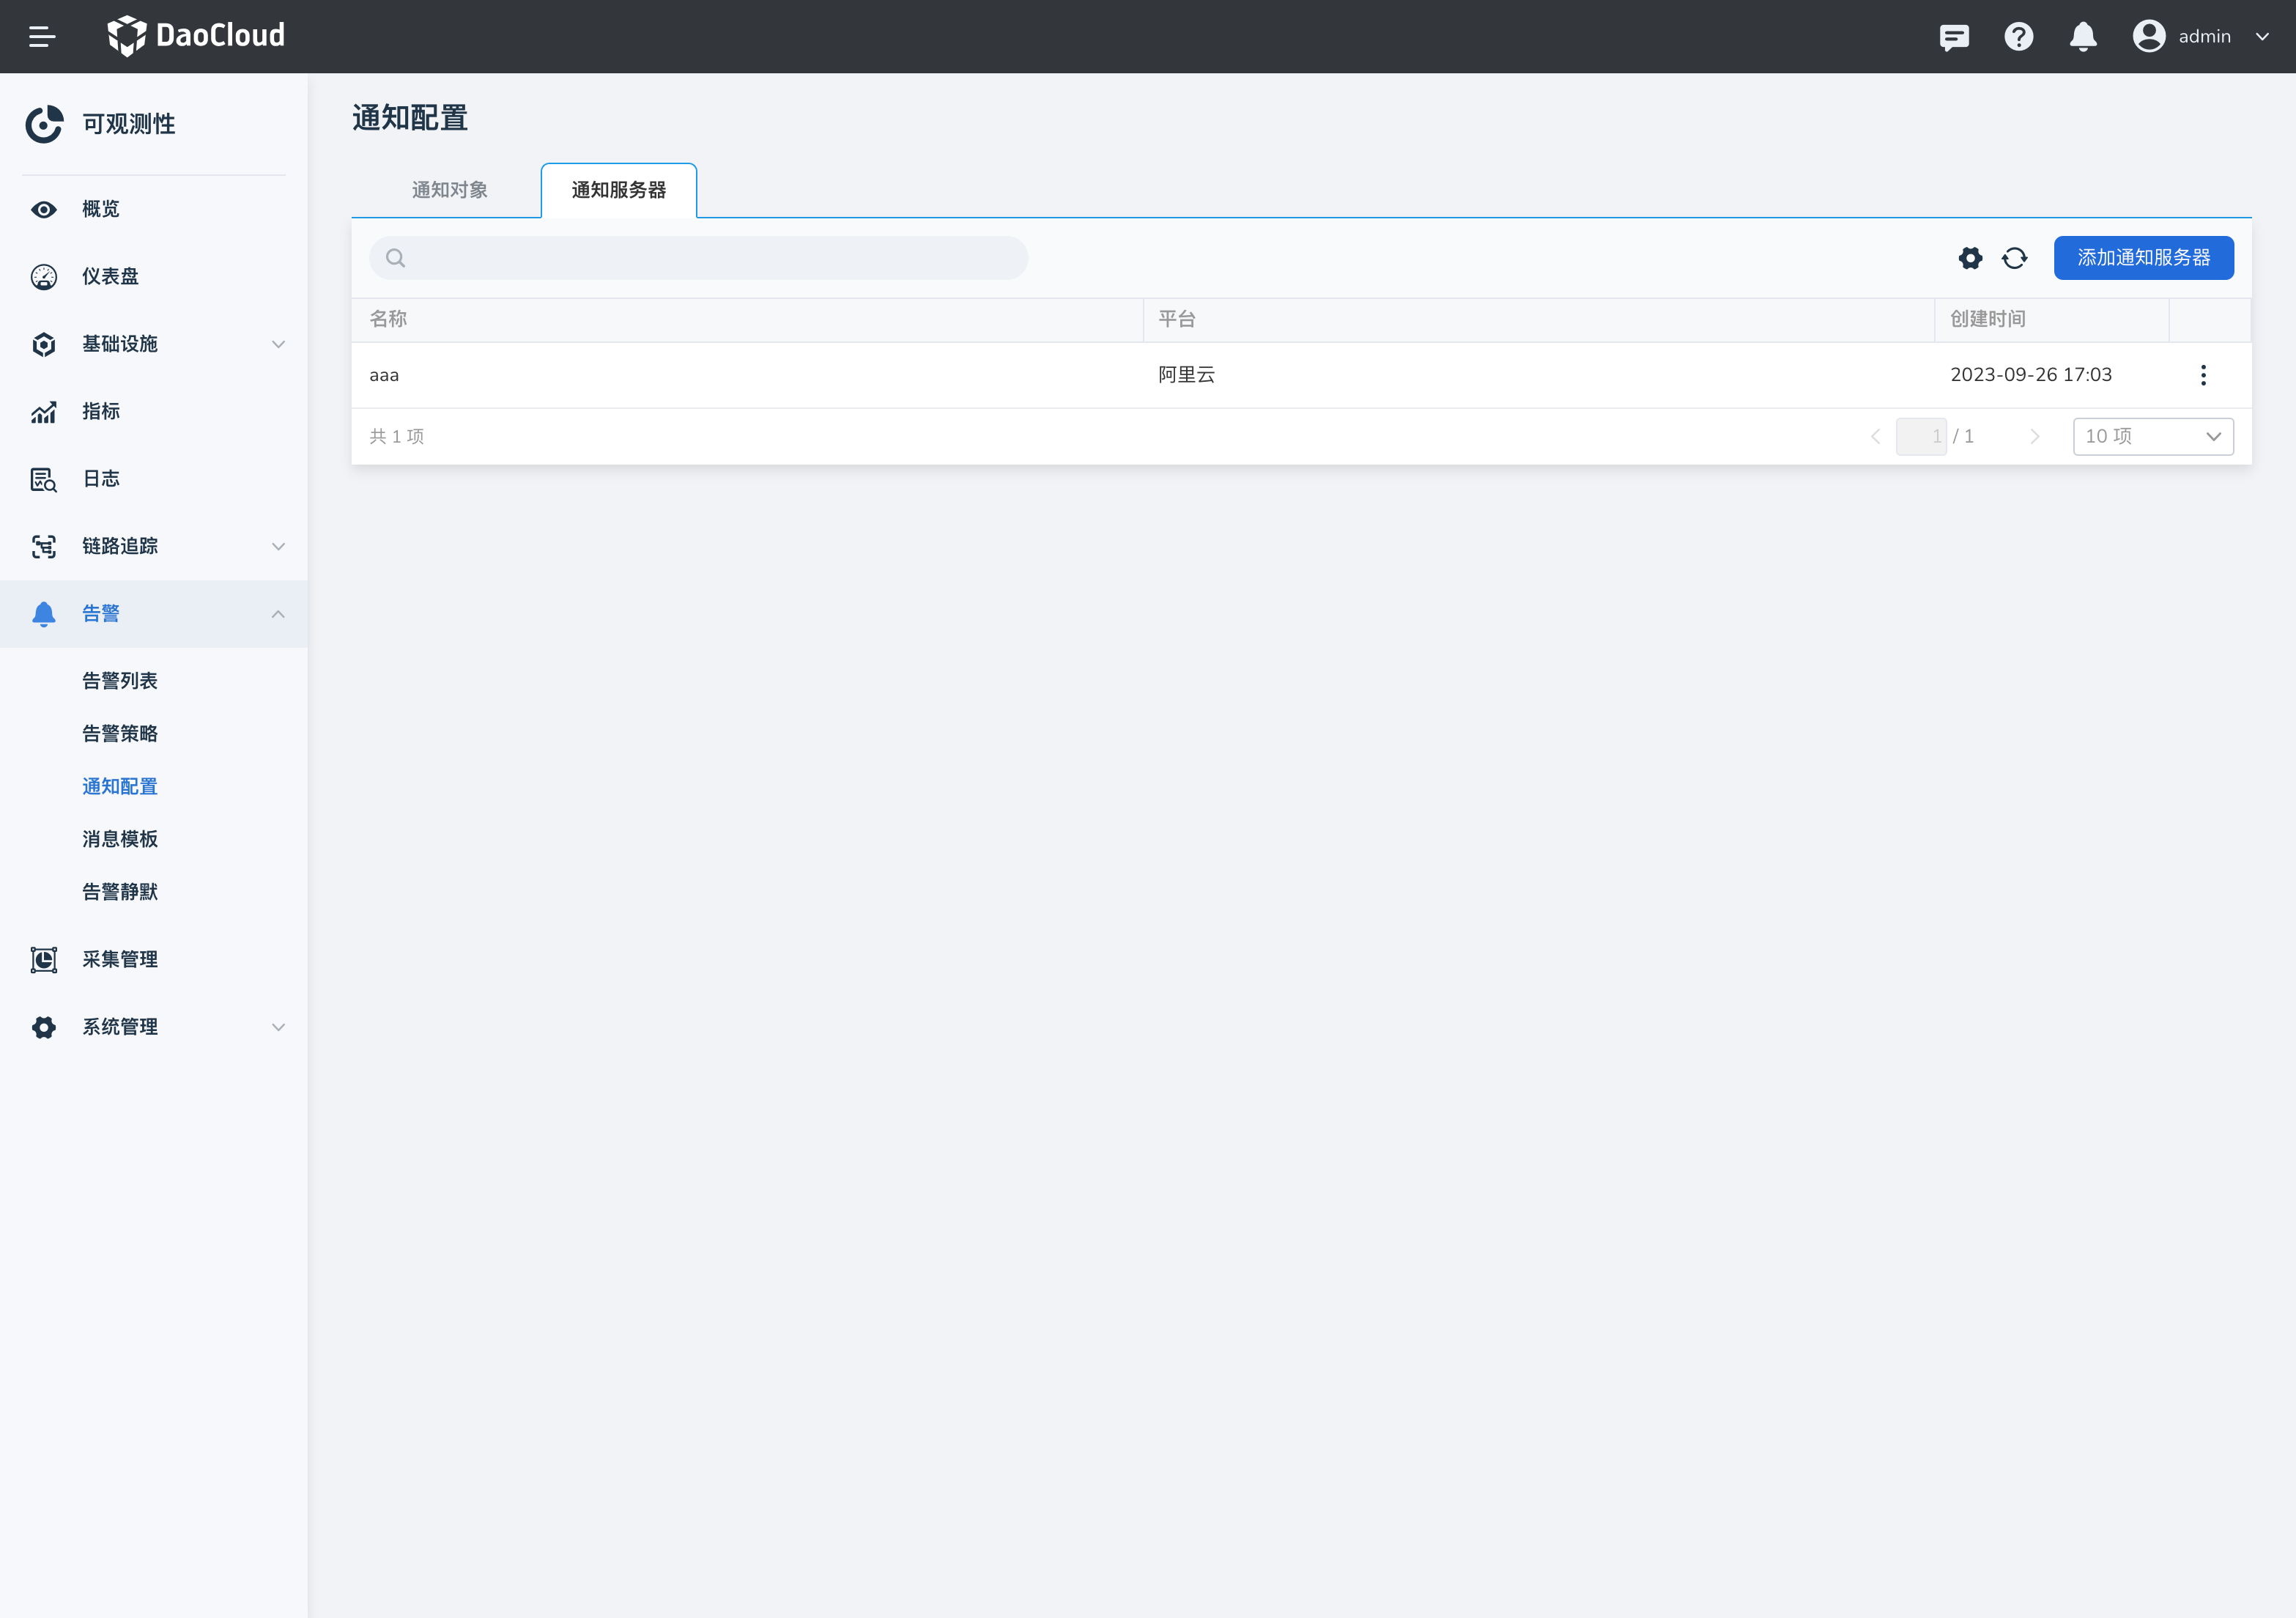 DaoCloud
admin
可观测性
概览
仪表盘
基础设施
指标
日志
链路追踪
告警
告警列表
告警策略
通知配置
消息模板
告警静默
采集管理
系统管理
通知配置
通知对象 通知服务器
添加通知服务器
名称 平台 创建时间
aaa 阿里云 2023-09-26 17:03
共 1 项 1 / 1 10 项